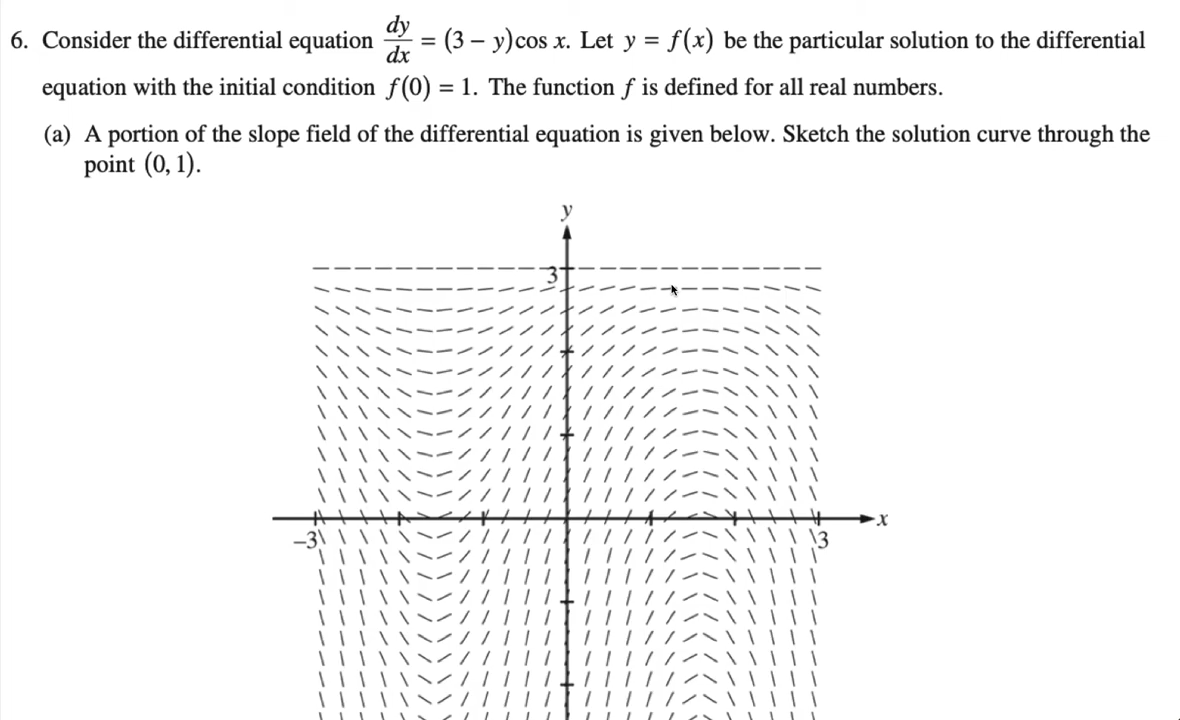 6. Consider the differential equation dy/dx = (3 − y)cos x. Let y = f(x) be the particular solution to the differential
equation with the initial condition f(0) = 1. The function f is defined for all real numbers.
(a) A portion of the slope field of the differential equation is given below. Sketch the solution curve through the
point (0, 1).
y
3
x
−3
3